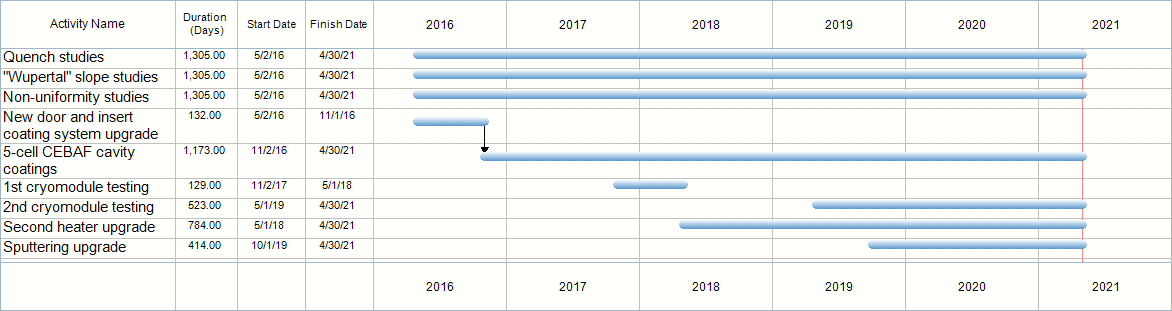 Activity Name Duration (Days) Start Date Finish Date 2016 2017 2018 2019 2020 2021
Quench studies 1,305.00 5/2/16 4/30/21
"Wupertal" slope studies 1,305.00 5/2/16 4/30/21
Non-uniformity studies 1,305.00 5/2/16 4/30/21
New door and insert 132.00 5/2/16 11/1/16
coating system upgrade
5-cell CEBAF cavity 1,173.00 11/2/16 4/30/21
coatings
1st cryomodule testing 129.00 11/2/17 5/1/18
2nd cryomodule testing 523.00 5/1/19 4/30/21
Second heater upgrade 784.00 5/1/18 4/30/21
Sputtering upgrade 414.00 10/1/19 4/30/21
2016 2017 2018 2019 2020 2021